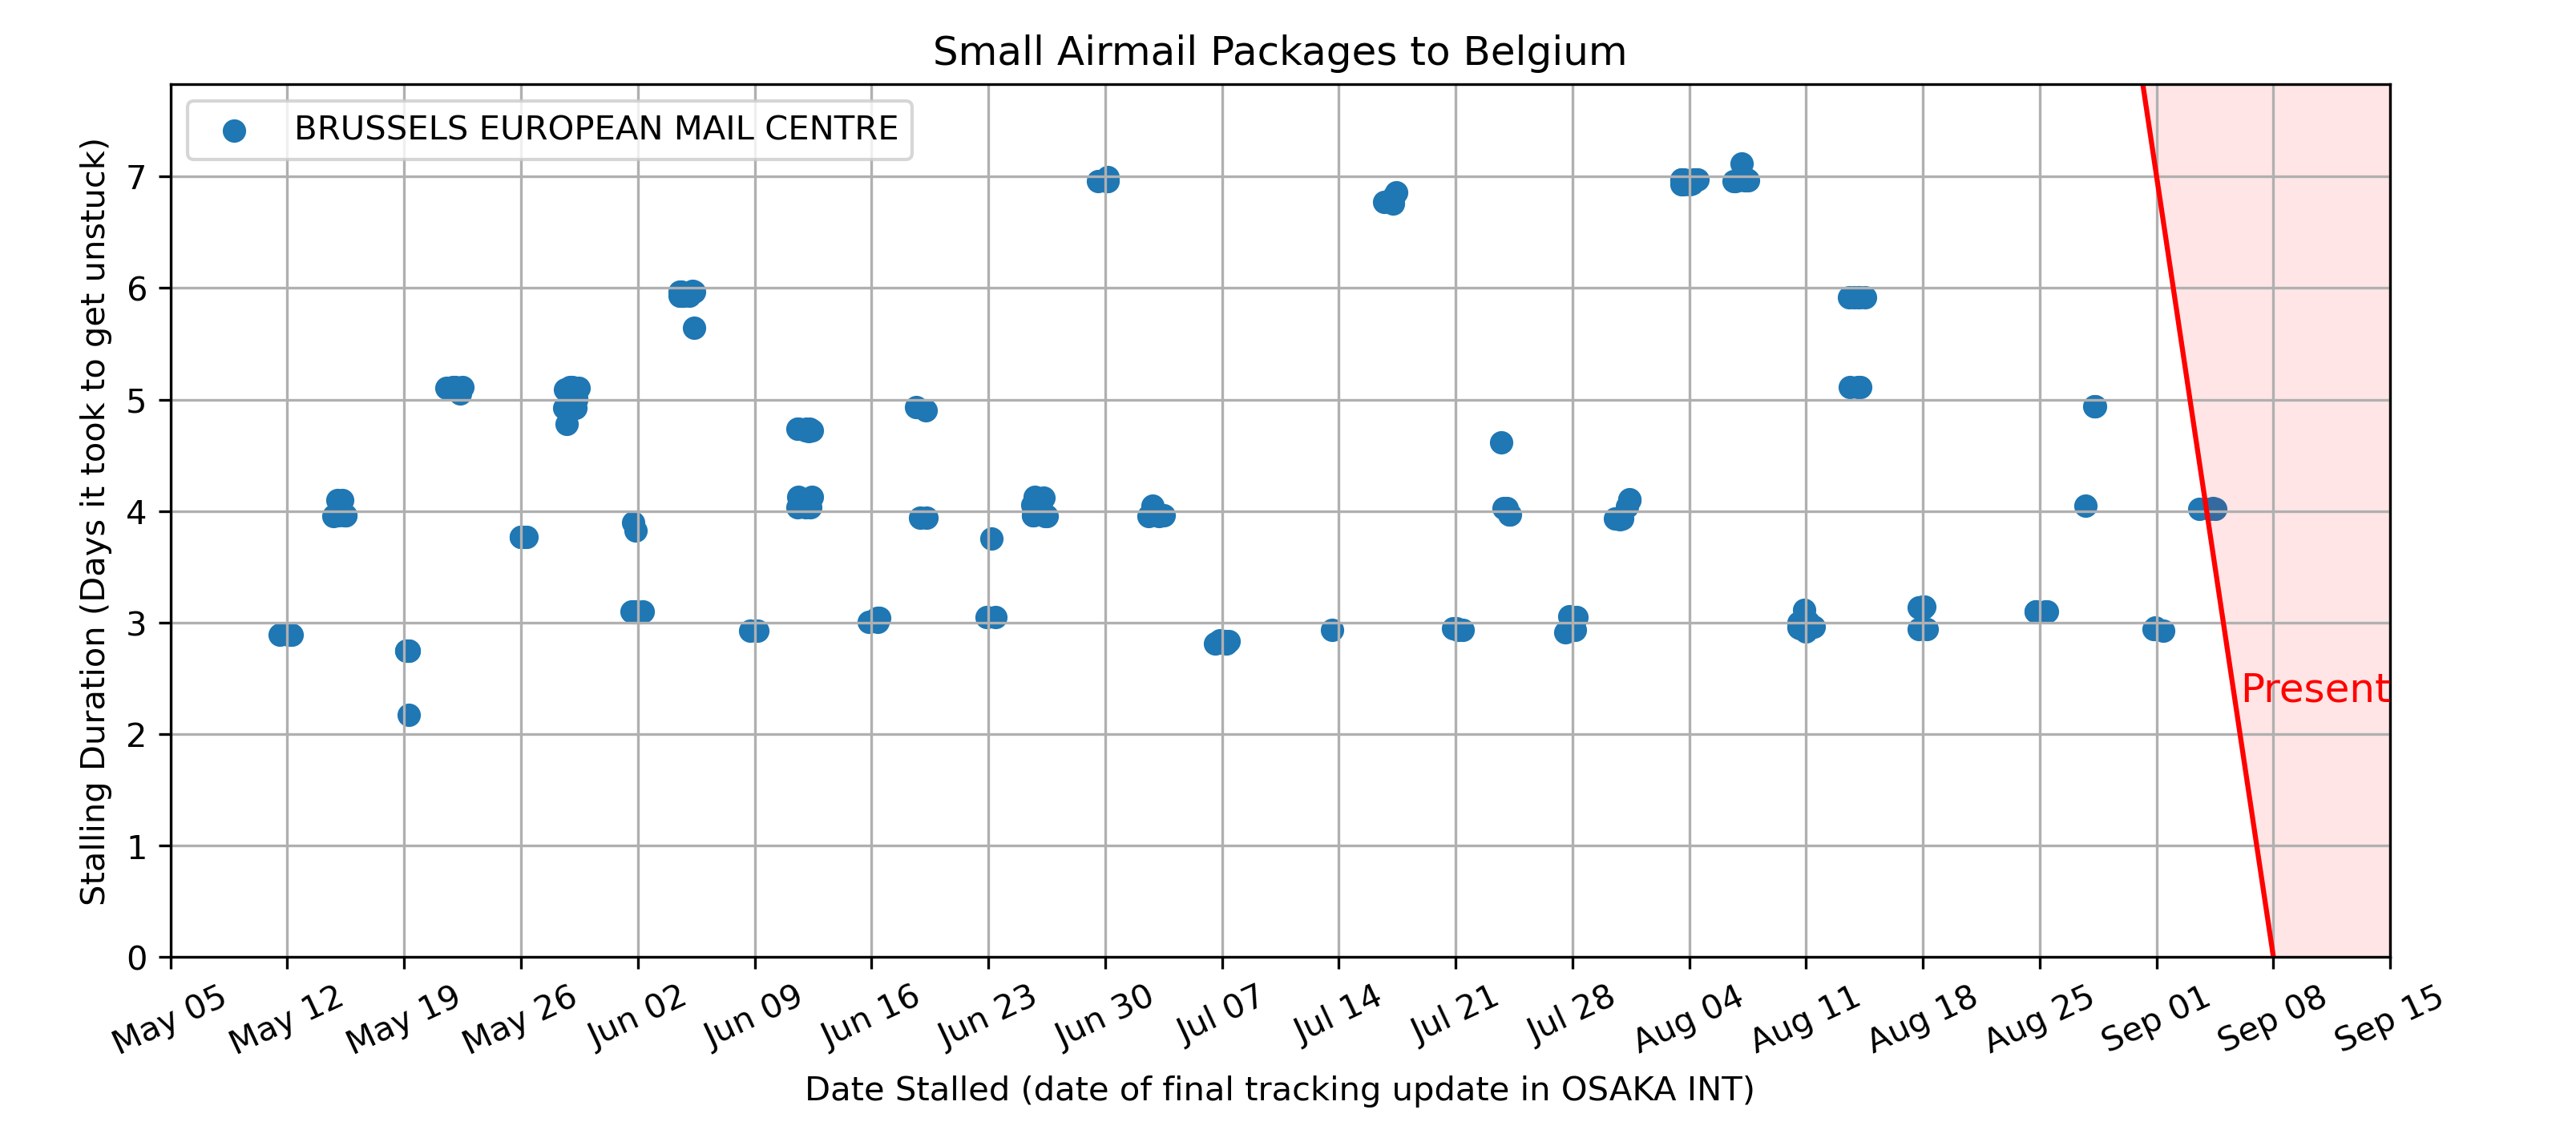 Small Airmail Packages to Belgium
BRUSSELS EUROPEAN MAIL CENTRE
Stalling Duration (Days it took to get unstuck)
7
6
5
4
3
2
1
0
Present
May 05
May 12
May 19
May 26
Jun 02
Jun 09
Jun 16
Jun 23
Jun 30
Jul 07
Jul 14
Jul 21
Jul 28
Aug 04
Aug 11
Aug 18
Aug 25
Sep 01
Sep 08
Sep 15
Date Stalled (date of final tracking update in OSAKA INT)